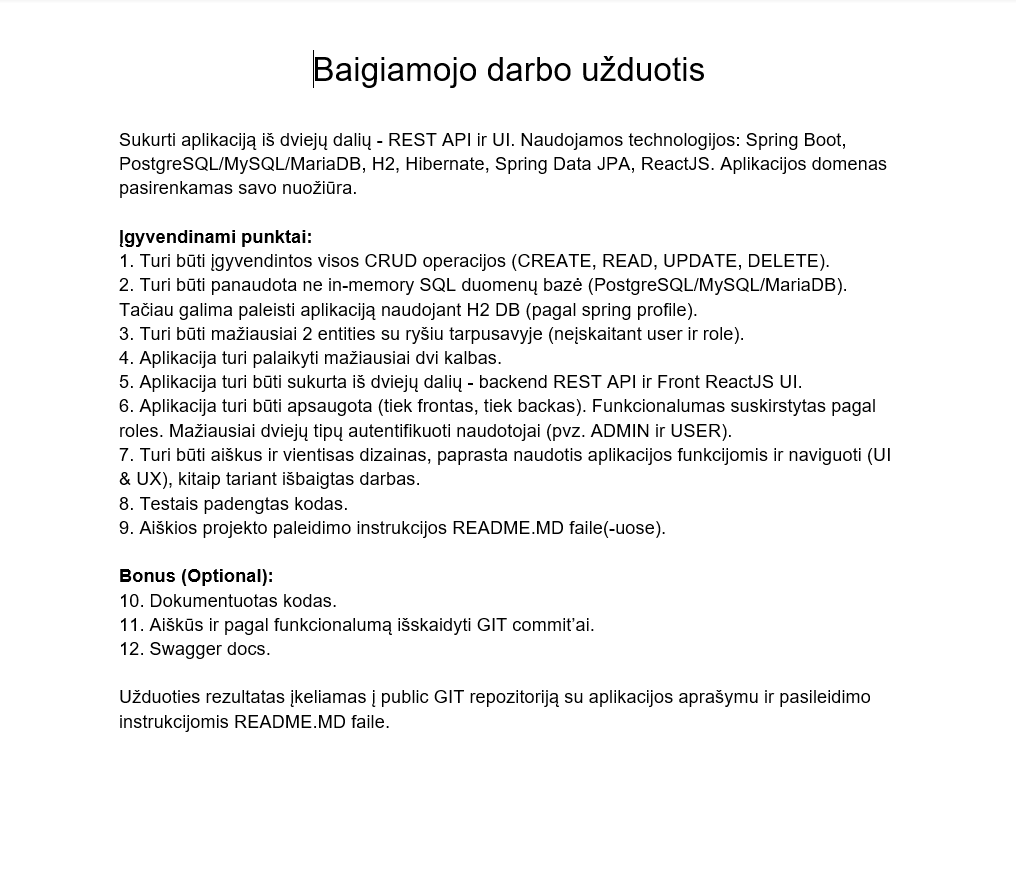 Baigiamojo darbo užduotis
Sukurti aplikaciją iš dviejų dalių - REST API ir UI. Naudojamos technologijos: Spring Boot,
PostgreSQL/MySQL/MariaDB, H2, Hibernate, Spring Data JPA, ReactJS. Aplikacijos domenas
pasirenkamas savo nuožiūra.
Įgyvendinami punktai:
1. Turi būti įgyvendintos visos CRUD operacijos (CREATE, READ, UPDATE, DELETE).
2. Turi būti panaudota ne in-memory SQL duomenų bazė (PostgreSQL/MySQL/MariaDB).
Tačiau galima paleisti aplikaciją naudojant H2 DB (pagal spring profile).
3. Turi būti mažiausiai 2 entities su ryšiu tarpusavyje (neįskaitant user ir role).
4. Aplikacija turi palaikyti mažiausiai dvi kalbas.
5. Aplikacija turi būti sukurta iš dviejų dalių - backend REST API ir Front ReactJS UI.
6. Aplikacija turi būti apsaugota (tiek frontas, tiek backas). Funkcionalumas suskirstytas pagal
roles. Mažiausiai dviejų tipų autentifikuoti naudotojai (pvz. ADMIN ir USER).
7. Turi būti aiškus ir vientisas dizainas, paprasta naudotis aplikacijos funkcijomis ir naviguoti (UI
& UX), kitaip tariant išbaigtas darbas.
8. Testais padengtas kodas.
9. Aiškios projekto paleidimo instrukcijos README.MD faile(-uose).
Bonus (Optional):
10. Dokumentuotas kodas.
11. Aiškūs ir pagal funkcionalumą išskaidyti GIT commit’ai.
12. Swagger docs.
Užduoties rezultatas įkeliamas į public GIT repozitoriją su aplikacijos aprašymu ir pasileidimo
instrukcijomis README.MD faile.